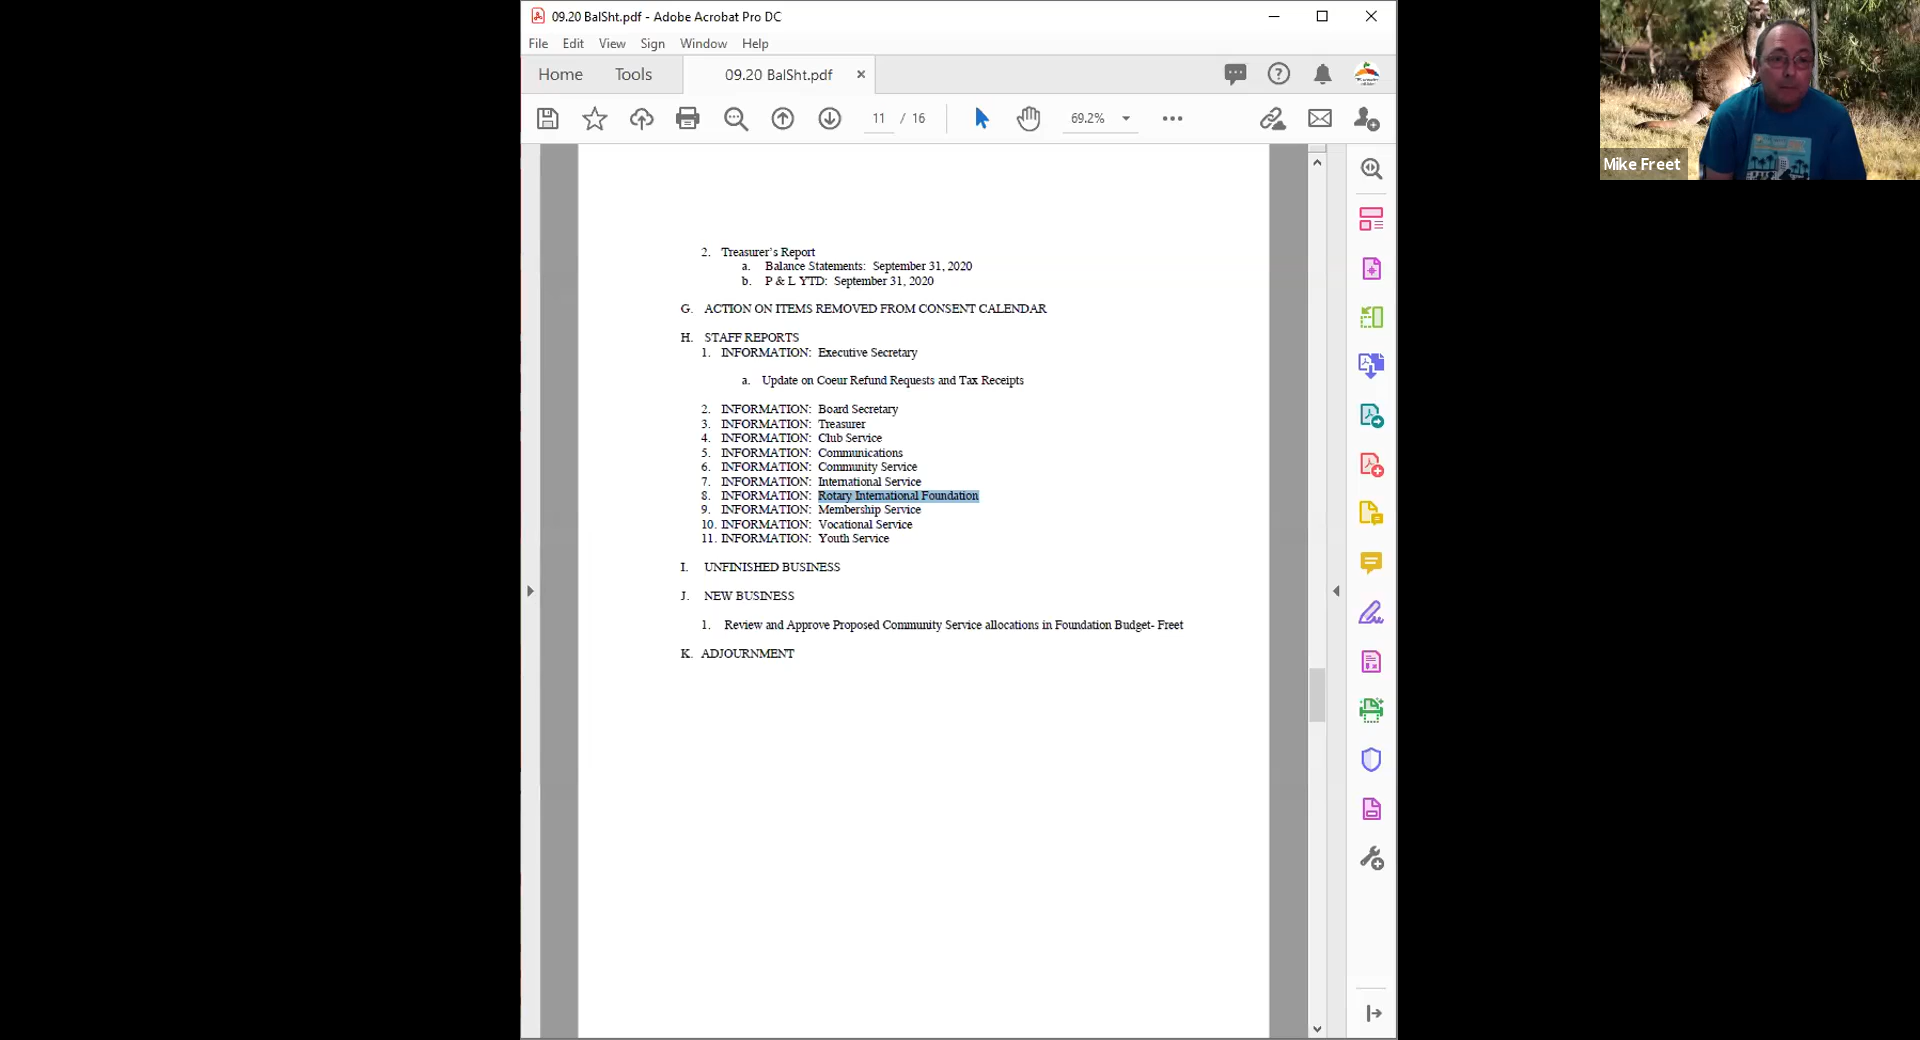 09.20 BalSht.pdf - Adobe Acrobat Pro DC
File Edit View Sign Window Help
Home Tools 09.20 BalSht.pdf
11 / 16 69.2%
2. Treasurer's Report
a. Balance Statements: September 31, 2020
b. P & L YTD: September 31, 2020
G. ACTION ON ITEMS REMOVED FROM CONSENT CALENDAR
H. STAFF REPORTS
1. INFORMATION: Executive Secretary
a. Update on Coeur Refund Requests and Tax Receipts
2. INFORMATION: Board Secretary
3. INFORMATION: Treasurer
4. INFORMATION: Club Service
5. INFORMATION: Communications
6. INFORMATION: Community Service
7. INFORMATION: International Service
8. INFORMATION: Rotary International Foundation
9. INFORMATION: Membership Service
10. INFORMATION: Vocational Service
11. INFORMATION: Youth Service
I. UNFINISHED BUSINESS
J. NEW BUSINESS
1. Review and Approve Proposed Community Service allocations in Foundation Budget- Freet
K. ADJOURNMENT
Mike Freet